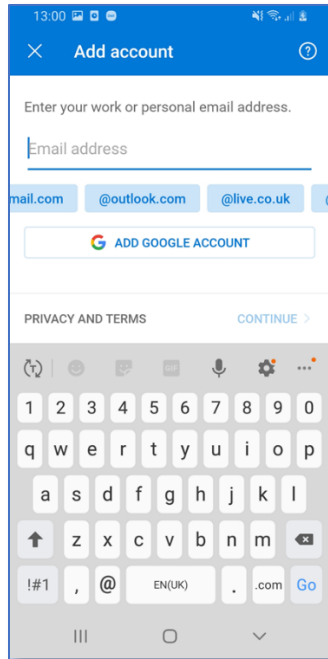 13:00
Add account
Enter your work or personal email address.
Email address
mail.com @outlook.com @live.co.uk @
G ADD GOOGLE ACCOUNT
PRIVACY AND TERMS CONTINUE >
T GIF
1 2 3 4 5 6 7 8 9 0
q w e r t y u i o p
a s d f g h j k l
z x c v b n m
!#1 , @ EN(UK) . .com Go